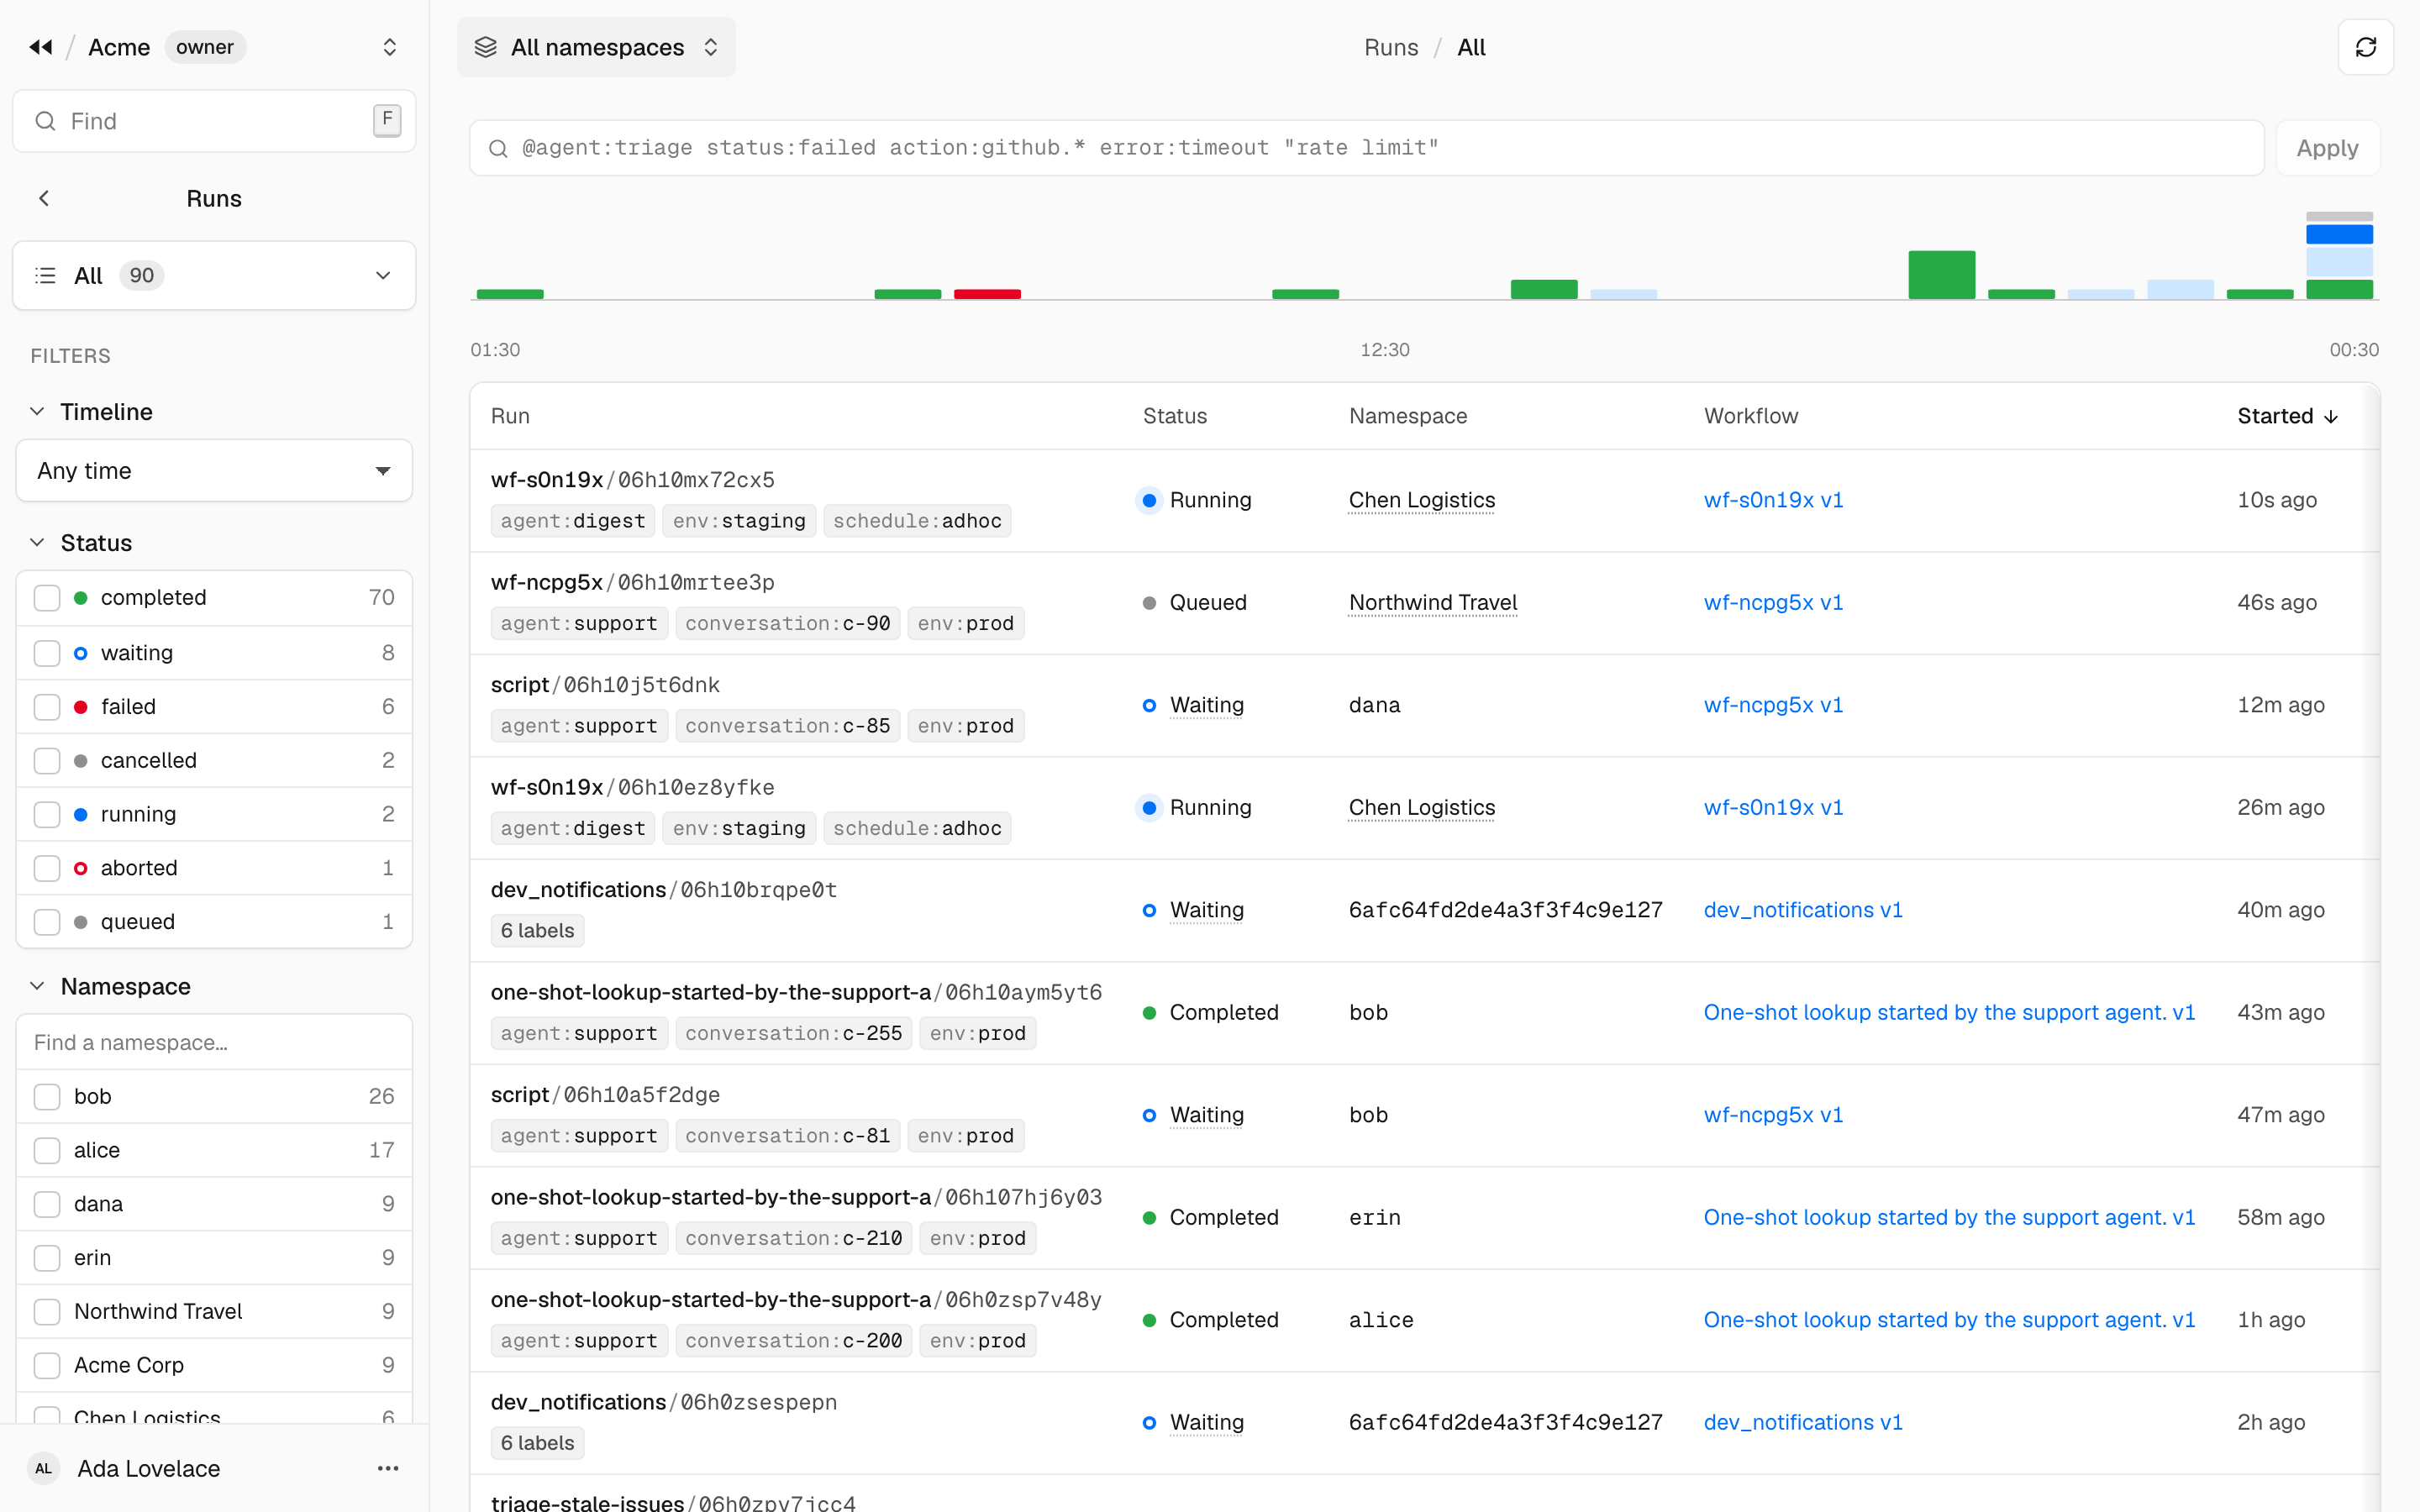 Acme owner
Find F
Runs
All 90
FILTERS
Timeline
Any time
Status
completed 70
waiting 8
failed 6
cancelled 2
running 2
aborted 1
queued 1
Namespace
Find a namespace...
bob 26
alice 17
dana 9
erin 9
Northwind Travel 9
Acme Corp 9
Chen Logistics 6
AL Ada Lovelace
All namespaces
Runs / All
@agent:triage status:failed action:github.* error:timeout "rate limit"
Apply
01:30 12:30 00:30
Run Status Namespace Workflow Started
wf-s0n19x/06h10mx72cx5
agent:digest env:staging schedule:adhoc
Running Chen Logistics wf-s0n19x v1 10s ago
wf-ncpg5x/06h10mrtee3p
agent:support conversation:c-90 env:prod
Queued Northwind Travel wf-ncpg5x v1 46s ago
script/06h10j5t6dnk
agent:support conversation:c-85 env:prod
Waiting dana wf-ncpg5x v1 12m ago
wf-s0n19x/06h10ez8yfke
agent:digest env:staging schedule:adhoc
Running Chen Logistics wf-s0n19x v1 26m ago
dev_notifications/06h10brqpe0t
6 labels
Waiting 6afc64fd2de4a3f3f4c9e127 dev_notifications v1 40m ago
one-shot-lookup-started-by-the-support-a/06h10aym5yt6
agent:support conversation:c-255 env:prod
Completed bob One-shot lookup started by the support agent. v1 43m ago
script/06h10a5f2dge
agent:support conversation:c-81 env:prod
Waiting bob wf-ncpg5x v1 47m ago
one-shot-lookup-started-by-the-support-a/06h107hj6y03
agent:support conversation:c-210 env:prod
Completed erin One-shot lookup started by the support agent. v1 58m ago
one-shot-lookup-started-by-the-support-a/06h0zsp7v48y
agent:support conversation:c-200 env:prod
Completed alice One-shot lookup started by the support agent. v1 1h ago
dev_notifications/06h0zsespepn
6 labels
Waiting 6afc64fd2de4a3f3f4c9e127 dev_notifications v1 2h ago
triage-stale-issues/06h0zpv7jcc4